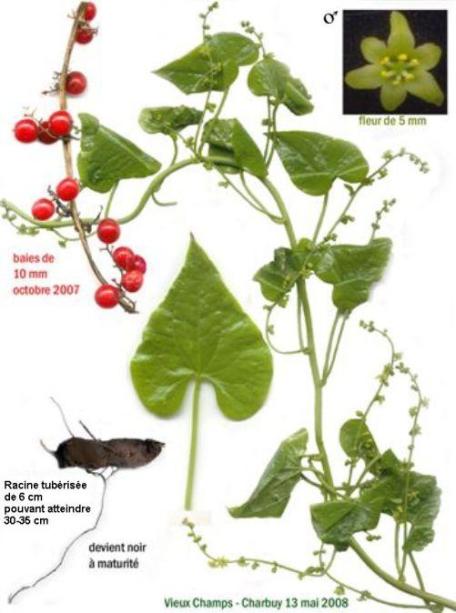 ♂
fleur de 5 mm
baies de
10 mm
octobre 2007
Racine tubérisée
de 6 cm
pouvant atteindre
30-35 cm
devient noir
à maturité
Vieux Champs - Charbuy 13 mai 2008